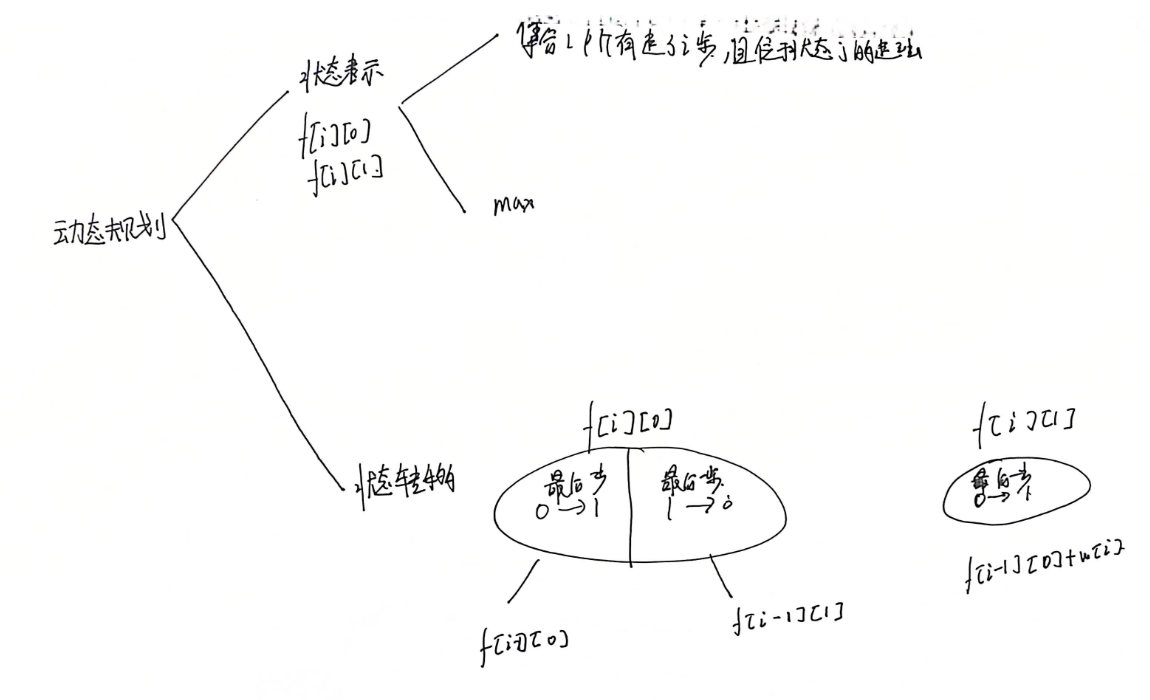 集合：所有走了i步，且位于状态j的走法
状态表示
f[i][0]
f[i][1]
max
动态规划
f[i][0]
f[i][1]
状态转移的
最后一步
0→1
最后一步
1→0
最后一步
0→1
f[i-1][0]+w[i]
f[i-1][1]
f[i][0]